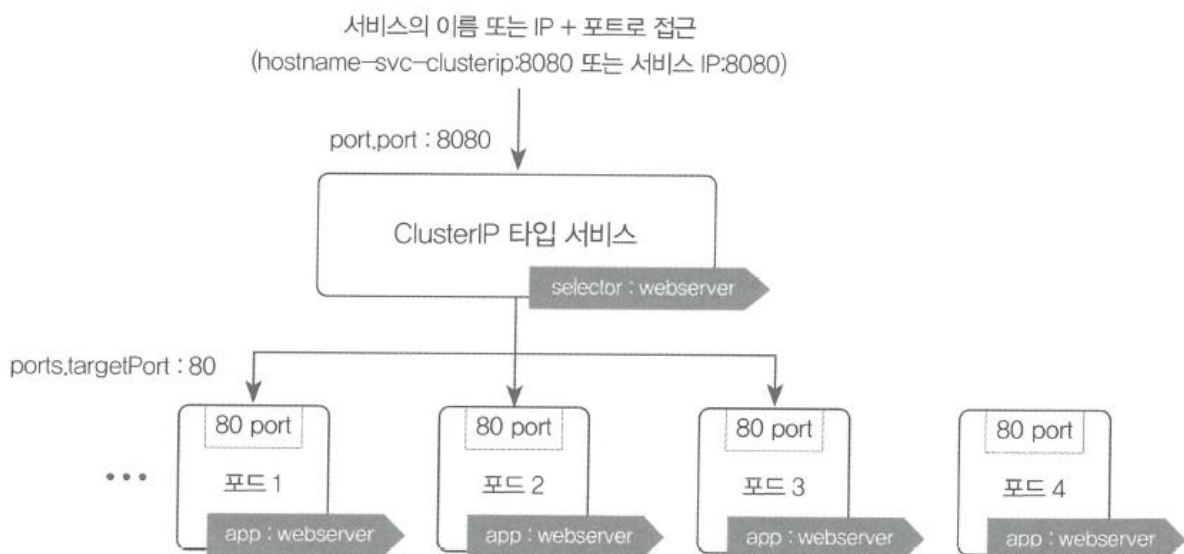 서비스의 이름 또는 IP + 포트로 접근
(hostname-svc-clusterip:8080 또는 서비스 IP:8080)
port.port : 8080
ClusterIP 타입 서비스
selector : webserver
ports.targetPort : 80
80 port
80 port
80 port
80 port
...
포드 1
포드 2
포드 3
포드 4
app : webserver
app : webserver
app : webserver
app : webserver